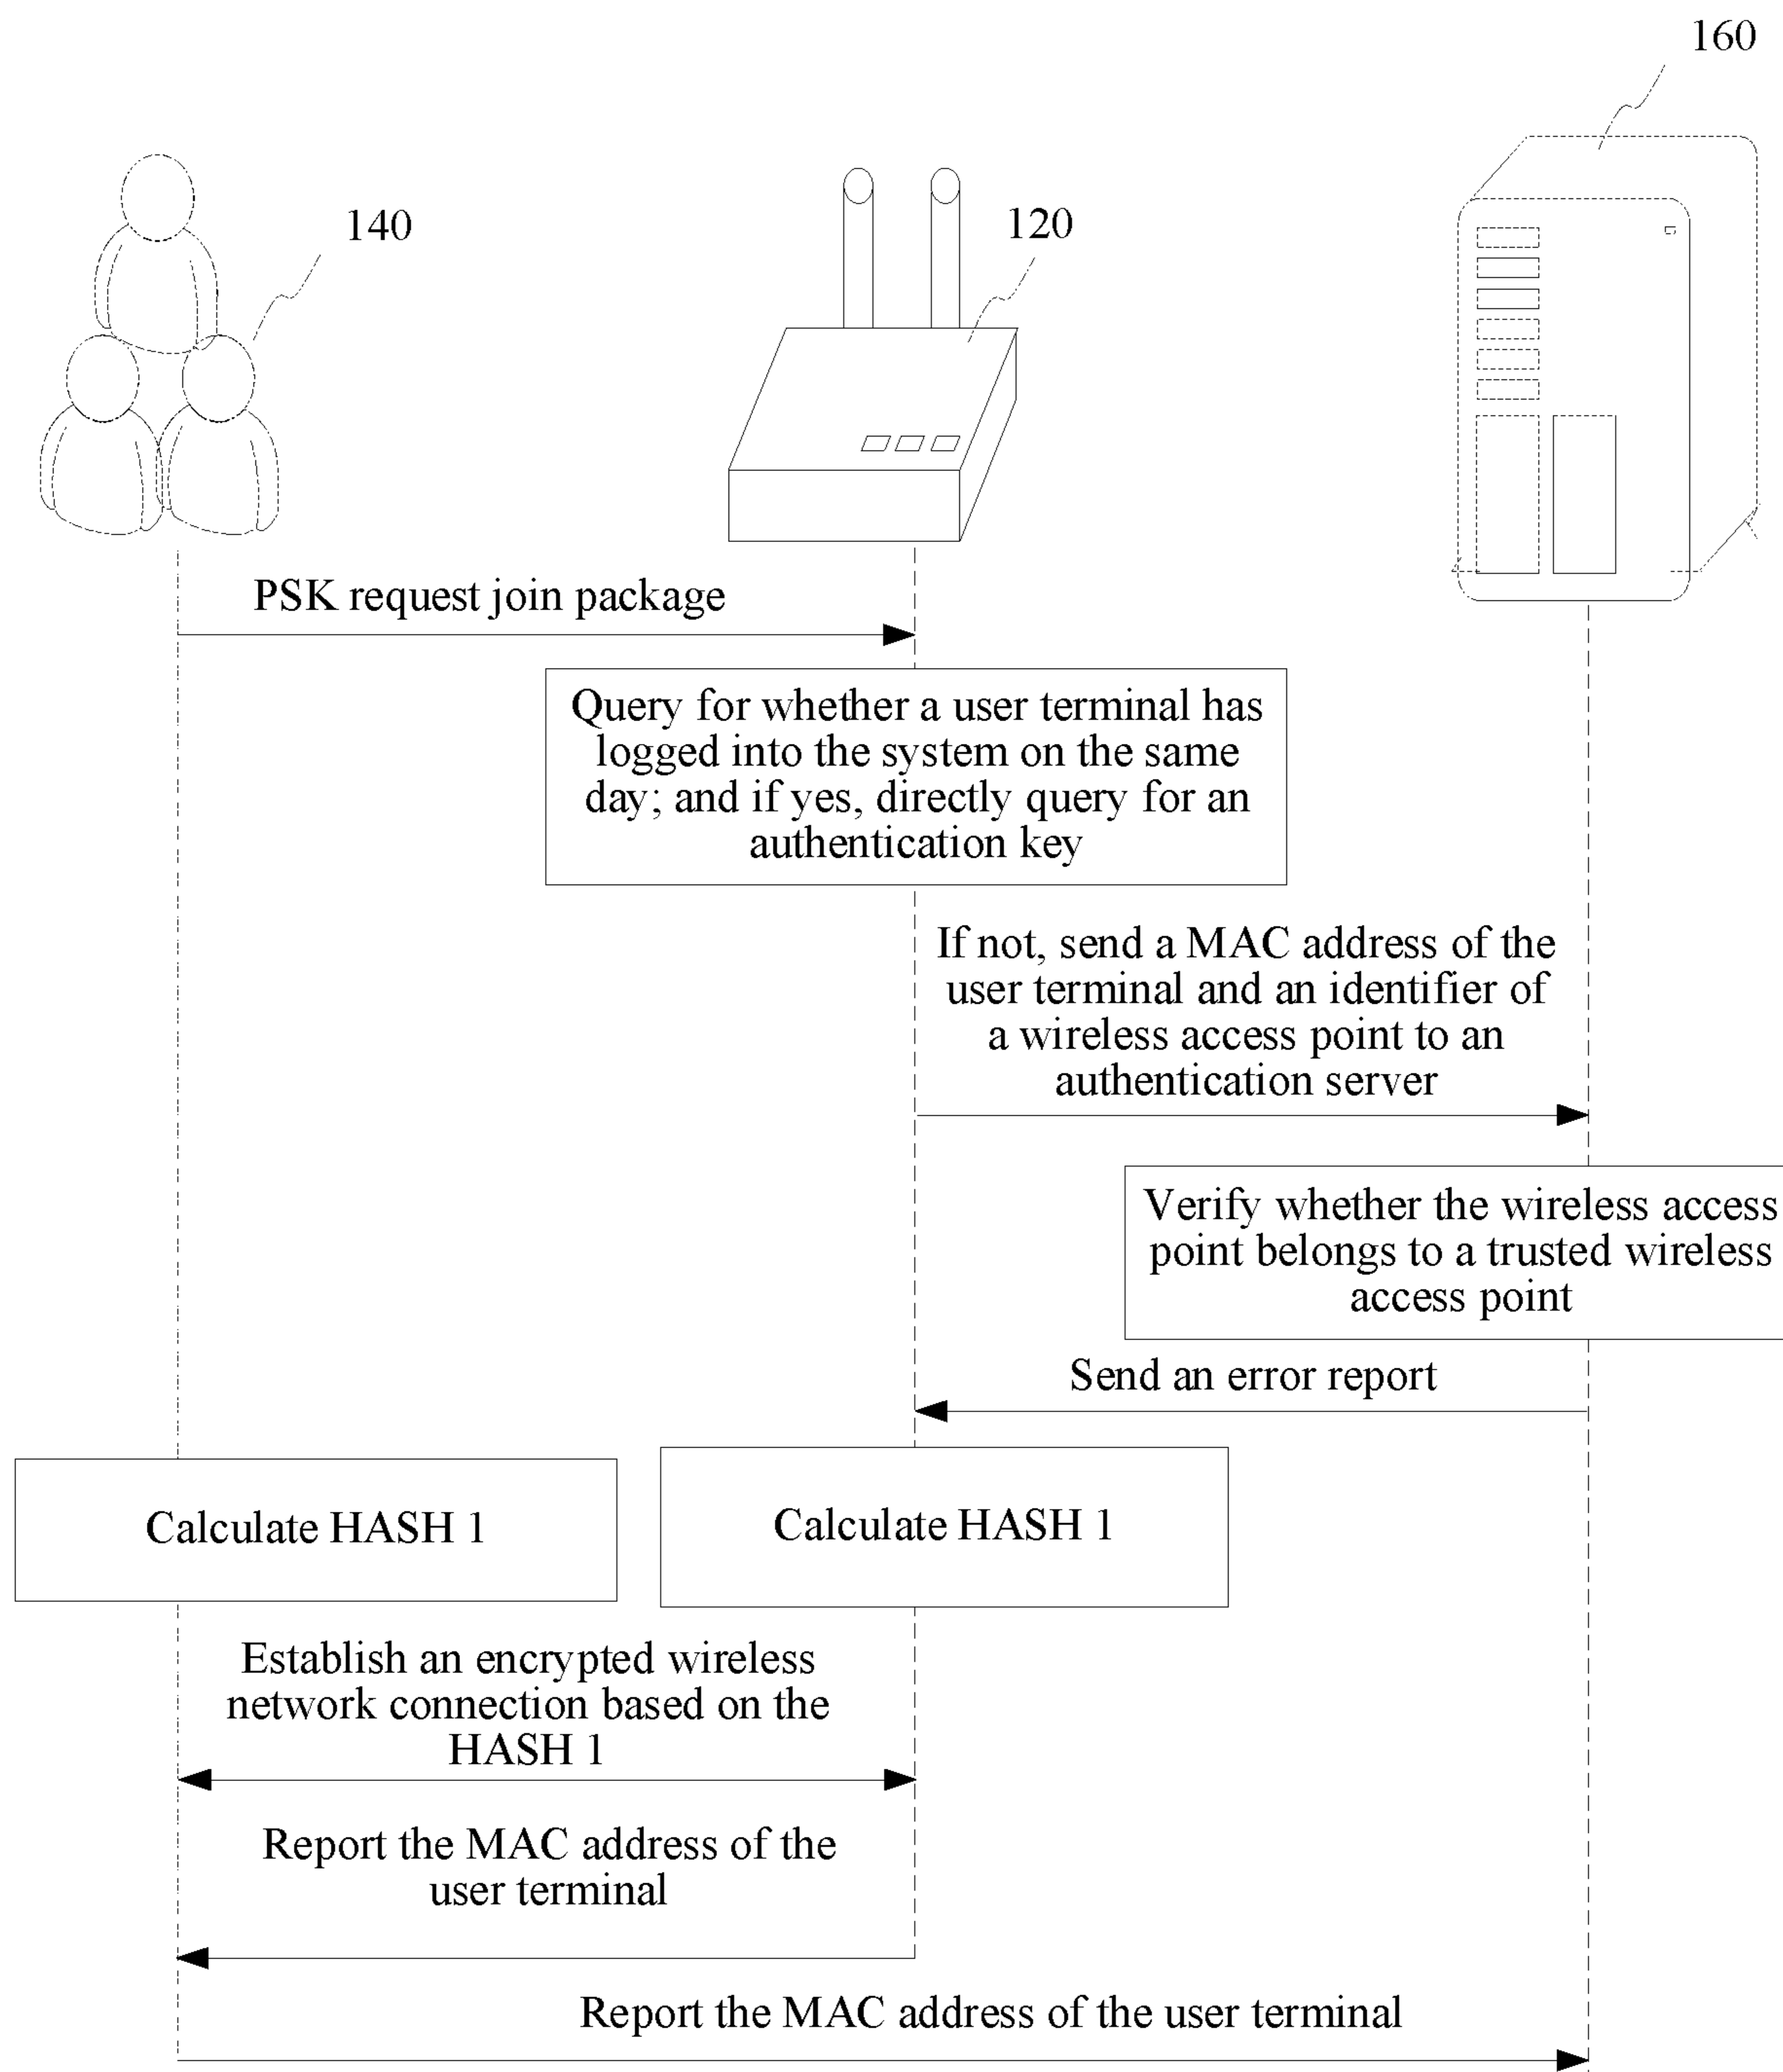 160
140
120
PSK request join package
Query for whether a user terminal has
logged into the system on the same
day; and if yes, directly query for an
authentication key
If not, send a MAC address of the
user terminal and an identifier of
a wireless access point to an
authentication server
Verify whether the wireless access
point belongs to a trusted wireless
access point
Send an error report
Calculate HASH 1
Calculate HASH 1
Establish an encrypted wireless
network connection based on the
HASH 1
Report the MAC address of the
user terminal
Report the MAC address of the user terminal